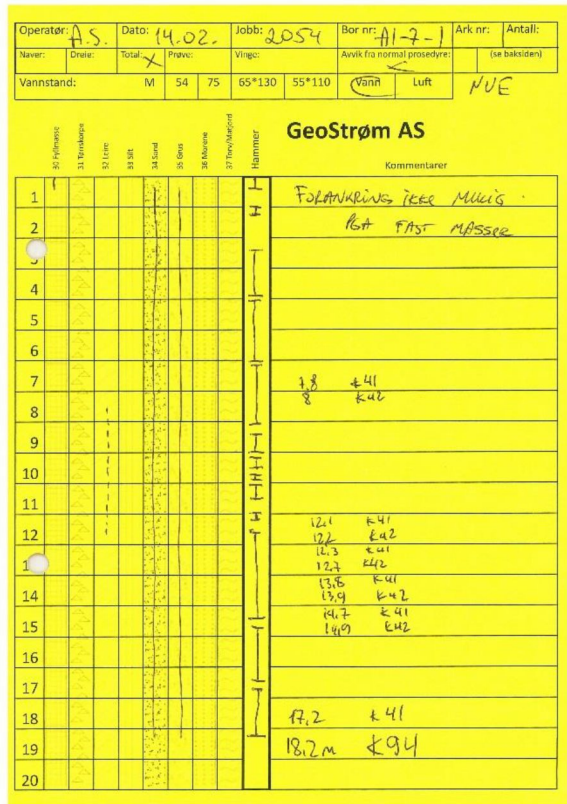 Operatør: A.S. Dato: 14.02. Jobb: 2054 Bor nr: A1-7-1 Ark nr: Antall:
Naver: Dreie: Total: X Prøve: Vinge: Avvik fra normal prosedyre: (se baksiden)
Vannstand: M 54 75 65*130 55*110 Vann Luft
30 Fyllmasse
31 Tørrskorpe
32 Leire
33 Silt
34 Sand
35 Grus
36 Morene
37 Torv/Matjord
Hammer
GeoStrøm AS
Kommentarer
1 FORANKRING IKKE MULIG.
2 PGA FAST MASSER
4
5
6
7 7,8 K41
8 8 K42
9
10
11
12 12,1 K41
12,2 K42
12,3 K41
12,7 K42
13,8 K41
14 13,9 K42
14,7 K41
15 14,9 K42
16
17
18 17,2 K41
19 18,2m K94
20